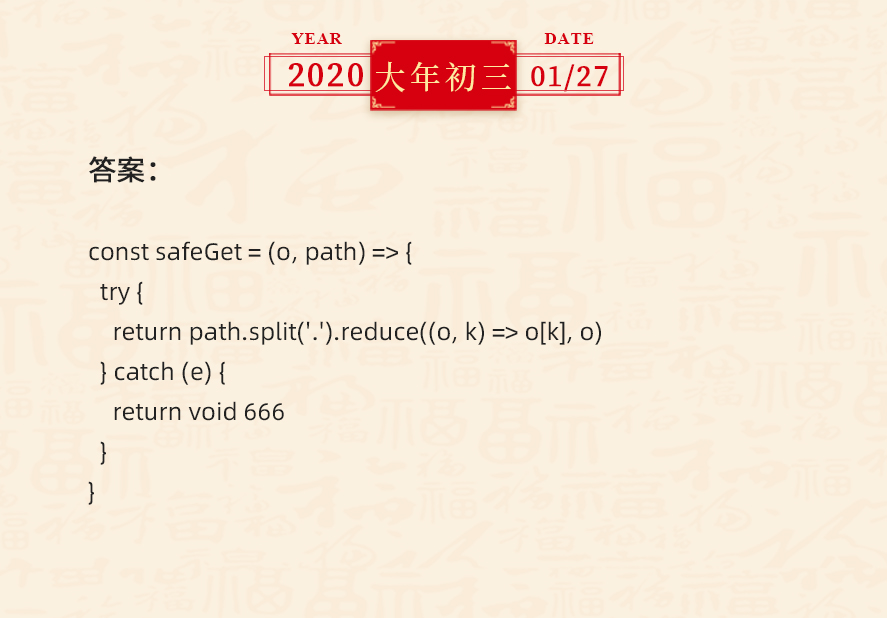 YEAR
DATE
2020
大年初三
01/27
答案：
const safeGet = (o, path) => {
  try {
    return path.split('.').reduce((o, k) => o[k], o)
  } catch (e) {
    return void 666
  }
}